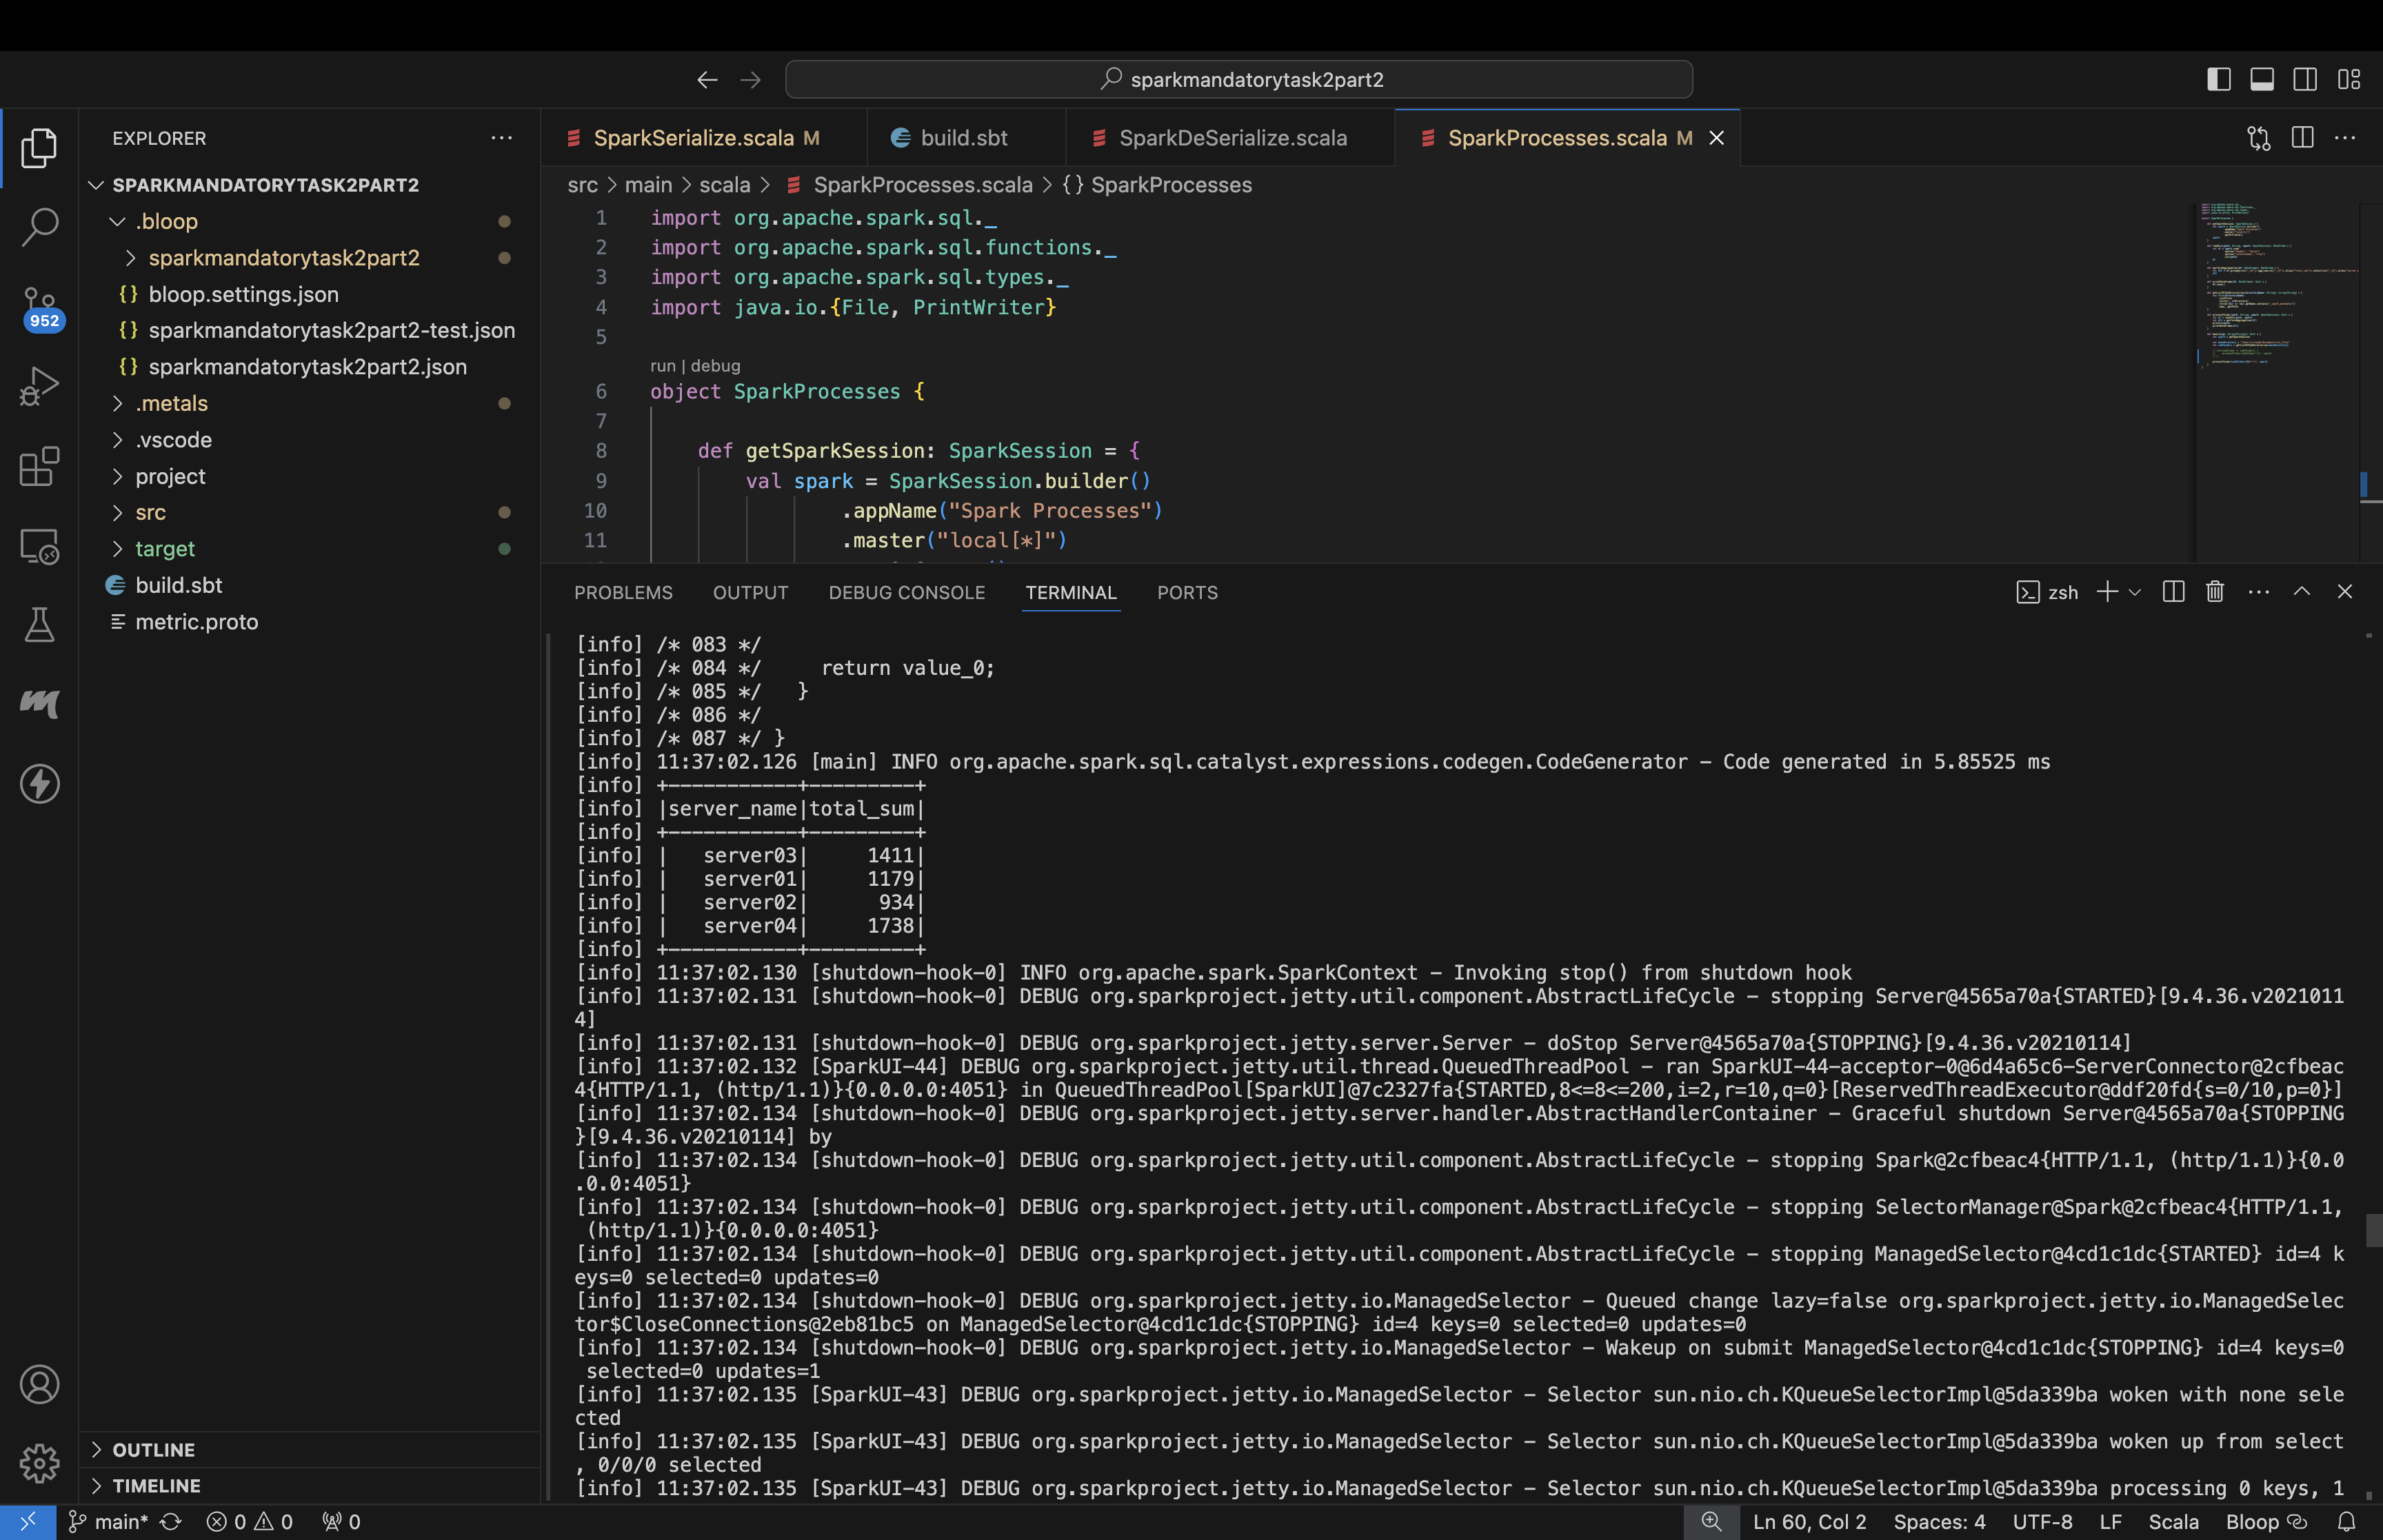 sparkmandatorytask2part2
EXPLORER
SPARKMANDATORYTASK2PART2
.bloop
sparkmandatorytask2part2
bloop.settings.json
sparkmandatorytask2part2-test.json
sparkmandatorytask2part2.json
.metals
.vscode
project
src
target
build.sbt
metric.proto
952
OUTLINE
TIMELINE
SparkSerialize.scala M
build.sbt
SparkDeSerialize.scala
SparkProcesses.scala M
src > main > scala > SparkProcesses.scala > {} SparkProcesses
1 import org.apache.spark.sql._
2 import org.apache.spark.sql.functions._
3 import org.apache.spark.sql.types._
4 import java.io.{File, PrintWriter}
5
run | debug
6 object SparkProcesses {
7
8 def getSparkSession: SparkSession = {
9 val spark = SparkSession.builder()
10 .appName("Spark Processes")
11 .master("local[*]")
PROBLEMS OUTPUT DEBUG CONSOLE TERMINAL PORTS
zsh
[info] /* 083 */
[info] /* 084 */     return value_0;
[info] /* 085 */   }
[info] /* 086 */
[info] /* 087 */ }
[info] 11:37:02.126 [main] INFO org.apache.spark.sql.catalyst.expressions.codegen.CodeGenerator - Code generated in 5.85525 ms
[info] +-----------+---------+
[info] |server_name|total_sum|
[info] +-----------+---------+
[info] |   server03|     1411|
[info] |   server01|     1179|
[info] |   server02|      934|
[info] |   server04|     1738|
[info] +-----------+---------+
[info] 11:37:02.130 [shutdown-hook-0] INFO org.apache.spark.SparkContext - Invoking stop() from shutdown hook
[info] 11:37:02.131 [shutdown-hook-0] DEBUG org.sparkproject.jetty.util.component.AbstractLifeCycle - stopping Server@4565a70a{STARTED}[9.4.36.v2021011
4]
[info] 11:37:02.131 [shutdown-hook-0] DEBUG org.sparkproject.jetty.server.Server - doStop Server@4565a70a{STOPPING}[9.4.36.v20210114]
[info] 11:37:02.132 [SparkUI-44] DEBUG org.sparkproject.jetty.util.thread.QueuedThreadPool - ran SparkUI-44-acceptor-0@6d4a65c6-ServerConnector@2cfbeac
4{HTTP/1.1, (http/1.1)}{0.0.0.0:4051} in QueuedThreadPool[SparkUI]@7c2327fa{STARTED,8<=8<=200,i=2,r=10,q=0}[ReservedThreadExecutor@ddf20fd{s=0/10,p=0}]
[info] 11:37:02.134 [shutdown-hook-0] DEBUG org.sparkproject.jetty.server.handler.AbstractHandlerContainer - Graceful shutdown Server@4565a70a{STOPPING
}[9.4.36.v20210114] by
[info] 11:37:02.134 [shutdown-hook-0] DEBUG org.sparkproject.jetty.util.component.AbstractLifeCycle - stopping Spark@2cfbeac4{HTTP/1.1, (http/1.1)}{0.0
.0.0:4051}
[info] 11:37:02.134 [shutdown-hook-0] DEBUG org.sparkproject.jetty.util.component.AbstractLifeCycle - stopping SelectorManager@Spark@2cfbeac4{HTTP/1.1,
(http/1.1)}{0.0.0.0:4051}
[info] 11:37:02.134 [shutdown-hook-0] DEBUG org.sparkproject.jetty.util.component.AbstractLifeCycle - stopping ManagedSelector@4cd1c1dc{STARTED} id=4 k
eys=0 selected=0 updates=0
[info] 11:37:02.134 [shutdown-hook-0] DEBUG org.sparkproject.jetty.io.ManagedSelector - Queued change lazy=false org.sparkproject.jetty.io.ManagedSelec
tor$CloseConnections@2eb81bc5 on ManagedSelector@4cd1c1dc{STOPPING} id=4 keys=0 selected=0 updates=0
[info] 11:37:02.134 [shutdown-hook-0] DEBUG org.sparkproject.jetty.io.ManagedSelector - Wakeup on submit ManagedSelector@4cd1c1dc{STOPPING} id=4 keys=0
selected=0 updates=1
[info] 11:37:02.135 [SparkUI-43] DEBUG org.sparkproject.jetty.io.ManagedSelector - Selector sun.nio.ch.KQueueSelectorImpl@5da339ba woken with none sele
cted
[info] 11:37:02.135 [SparkUI-43] DEBUG org.sparkproject.jetty.io.ManagedSelector - Selector sun.nio.ch.KQueueSelectorImpl@5da339ba woken up from select
, 0/0/0 selected
[info] 11:37:02.135 [SparkUI-43] DEBUG org.sparkproject.jetty.io.ManagedSelector - Selector sun.nio.ch.KQueueSelectorImpl@5da339ba processing 0 keys, 1
main* 0 0 0 Ln 60, Col 2 Spaces: 4 UTF-8 LF Scala Bloop